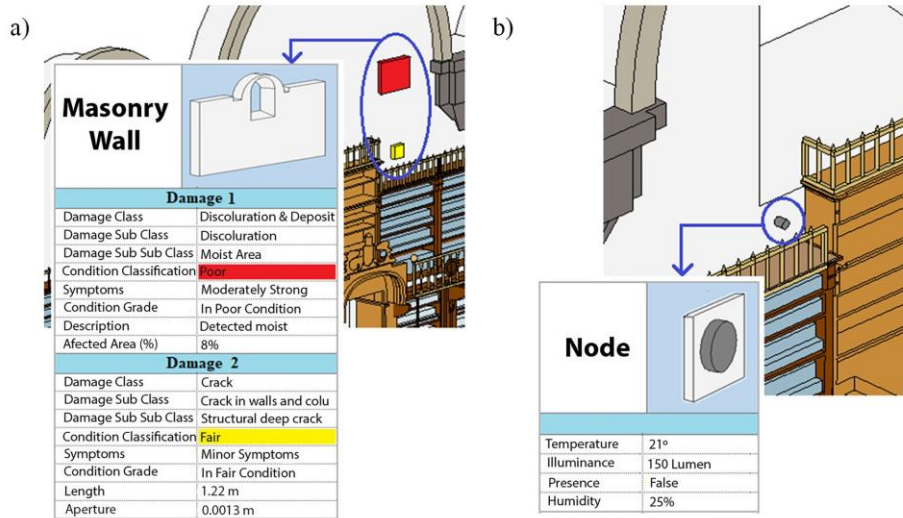 a)
b)
Masonry
Wall
Damage 1
Damage Class Discoluration & Deposit
Damage Sub Class Discoluration
Damage Sub Sub Class Moist Area
Condition Classification Poor
Symptoms Moderately Strong
Condition Grade In Poor Condition
Description Detected moist
Afected Area (%) 8%
Damage 2
Damage Class Crack
Damage Sub Class Crack in walls and colu
Damage Sub Sub Class Structural deep crack
Condition Classification Fair
Symptoms Minor Symptoms
Condition Grade In Fair Condition
Length 1.22 m
Aperture 0.0013 m
Node
Temperature 21º
Illuminance 150 Lumen
Presence False
Humidity 25%